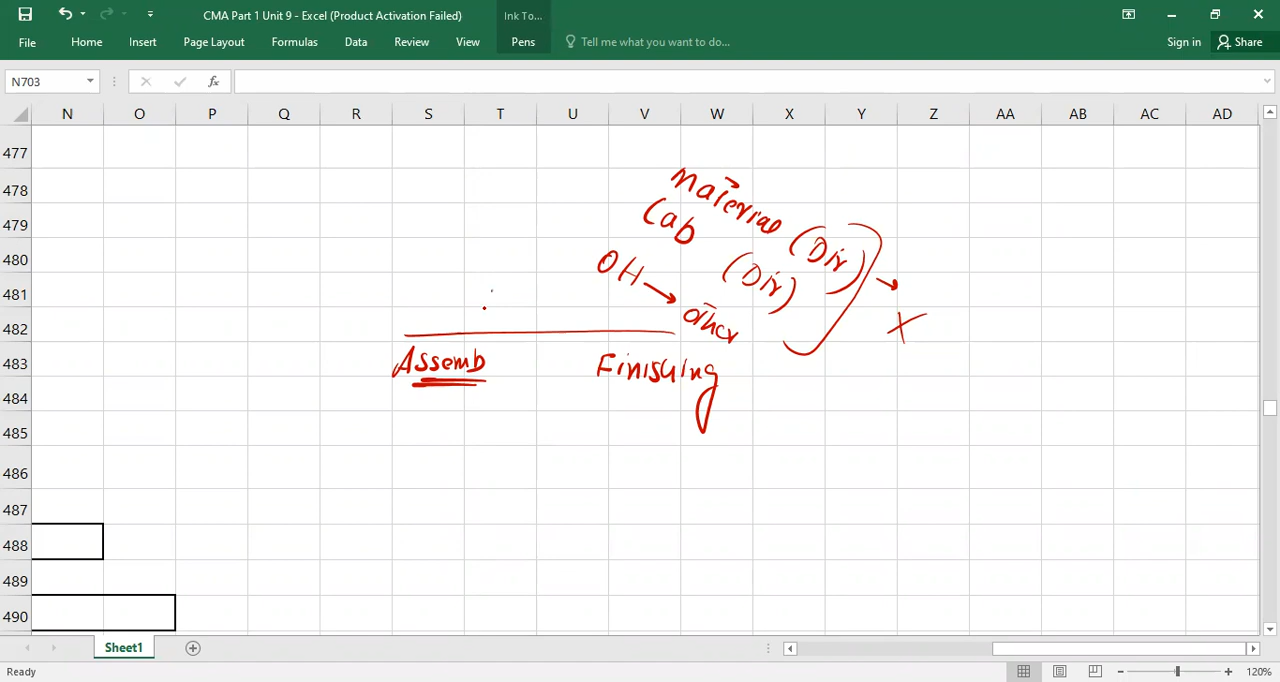 CMA Part 1 Unit 9 - Excel (Product Activation Failed)
Ink To...
File Home Insert Page Layout Formulas Data Review View Pens Tell me what you want to do... Sign in Share
N703 fx
N O P Q R S T U V W X Y Z AA AB AC AD
477
478
479
480
481
482
483
484
485
486
487
488
489
490
Material (Dir)
Lab (Dir)
OH → other
→ X
Assemb Finishing
Sheet1
Ready
120%